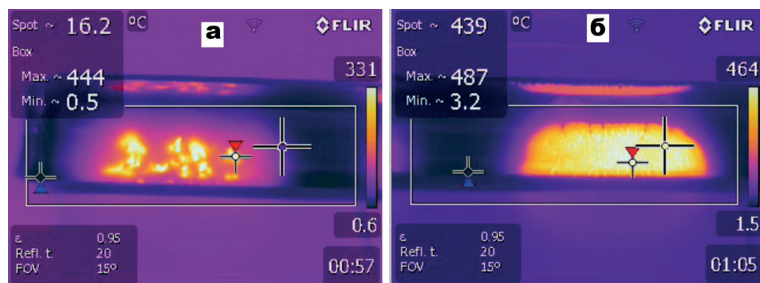 Spot ~ 16.2 °C
а
FLIR
Box
Max. ~ 444
Min. ~ 0.5
331
0.6
ε 0.95
Refl. t. 20
FOV 15°
00:57
Spot ~ 439 °C
б
FLIR
Box
Max. ~ 487
Min. ~ 3.2
464
1.5
ε 0.95
Refl. t. 20
FOV 15°
01:05